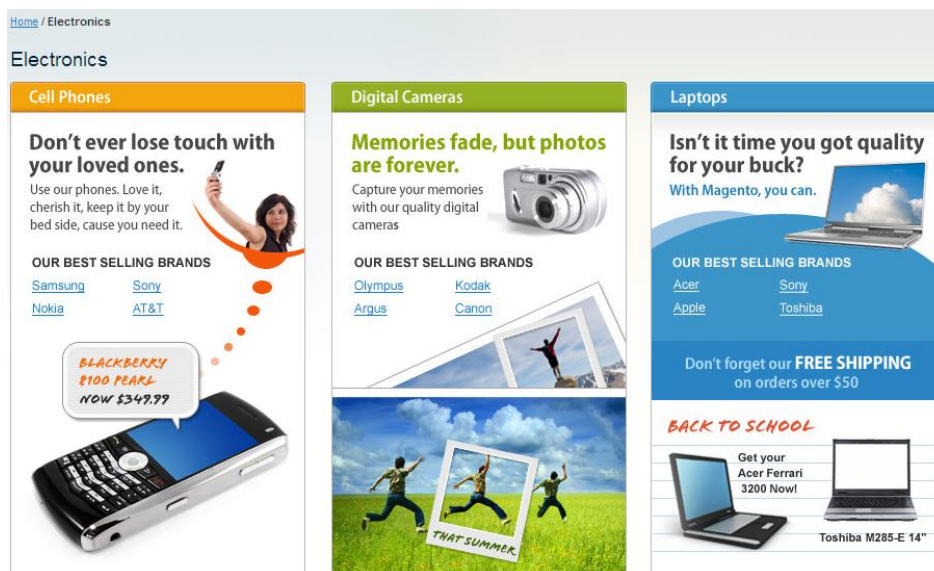 Home / Electronics
Electronics
Cell Phones
Don't ever lose touch with
your loved ones.
Use our phones. Love it,
cherish it, keep it by your
bed side, cause you need it.
OUR BEST SELLING BRANDS
Samsung Sony
Nokia AT&T
BLACKBERRY
8100 PEARL
NOW $349.99
Digital Cameras
Memories fade, but photos
are forever.
Capture your memories
with our quality digital
cameras
OUR BEST SELLING BRANDS
Olympus Kodak
Argus Canon
THAT SUMMER
Laptops
Isn't it time you got quality
for your buck?
With Magento, you can.
OUR BEST SELLING BRANDS
Acer Sony
Apple Toshiba
Don't forget our FREE SHIPPING
on orders over $50
BACK TO SCHOOL
Get your
Acer Ferrari
3200 Now!
Toshiba M285-E 14"